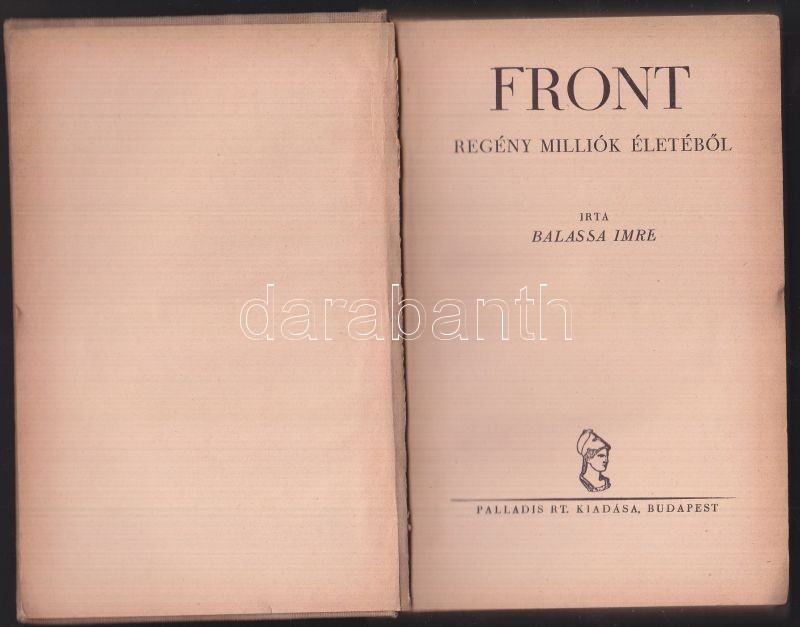 FRONT
REGÉNY MILLIÓK ÉLETÉBŐL
IRTA
BALASSA IMRE
darabanth
PALLADIS RT. KIADÁSA, BUDAPEST